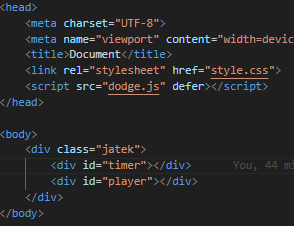 <head>
<meta charset="UTF-8">
<meta name="viewport" content="width=devic
<title>Document</title>
<link rel="stylesheet" href="style.css">
<script src="dodge.js" defer></script>
</head>
<body>
<div class="jatek">
<div id="timer"></div> You, 44 mi
<div id="player"></div>
</div>
</body>